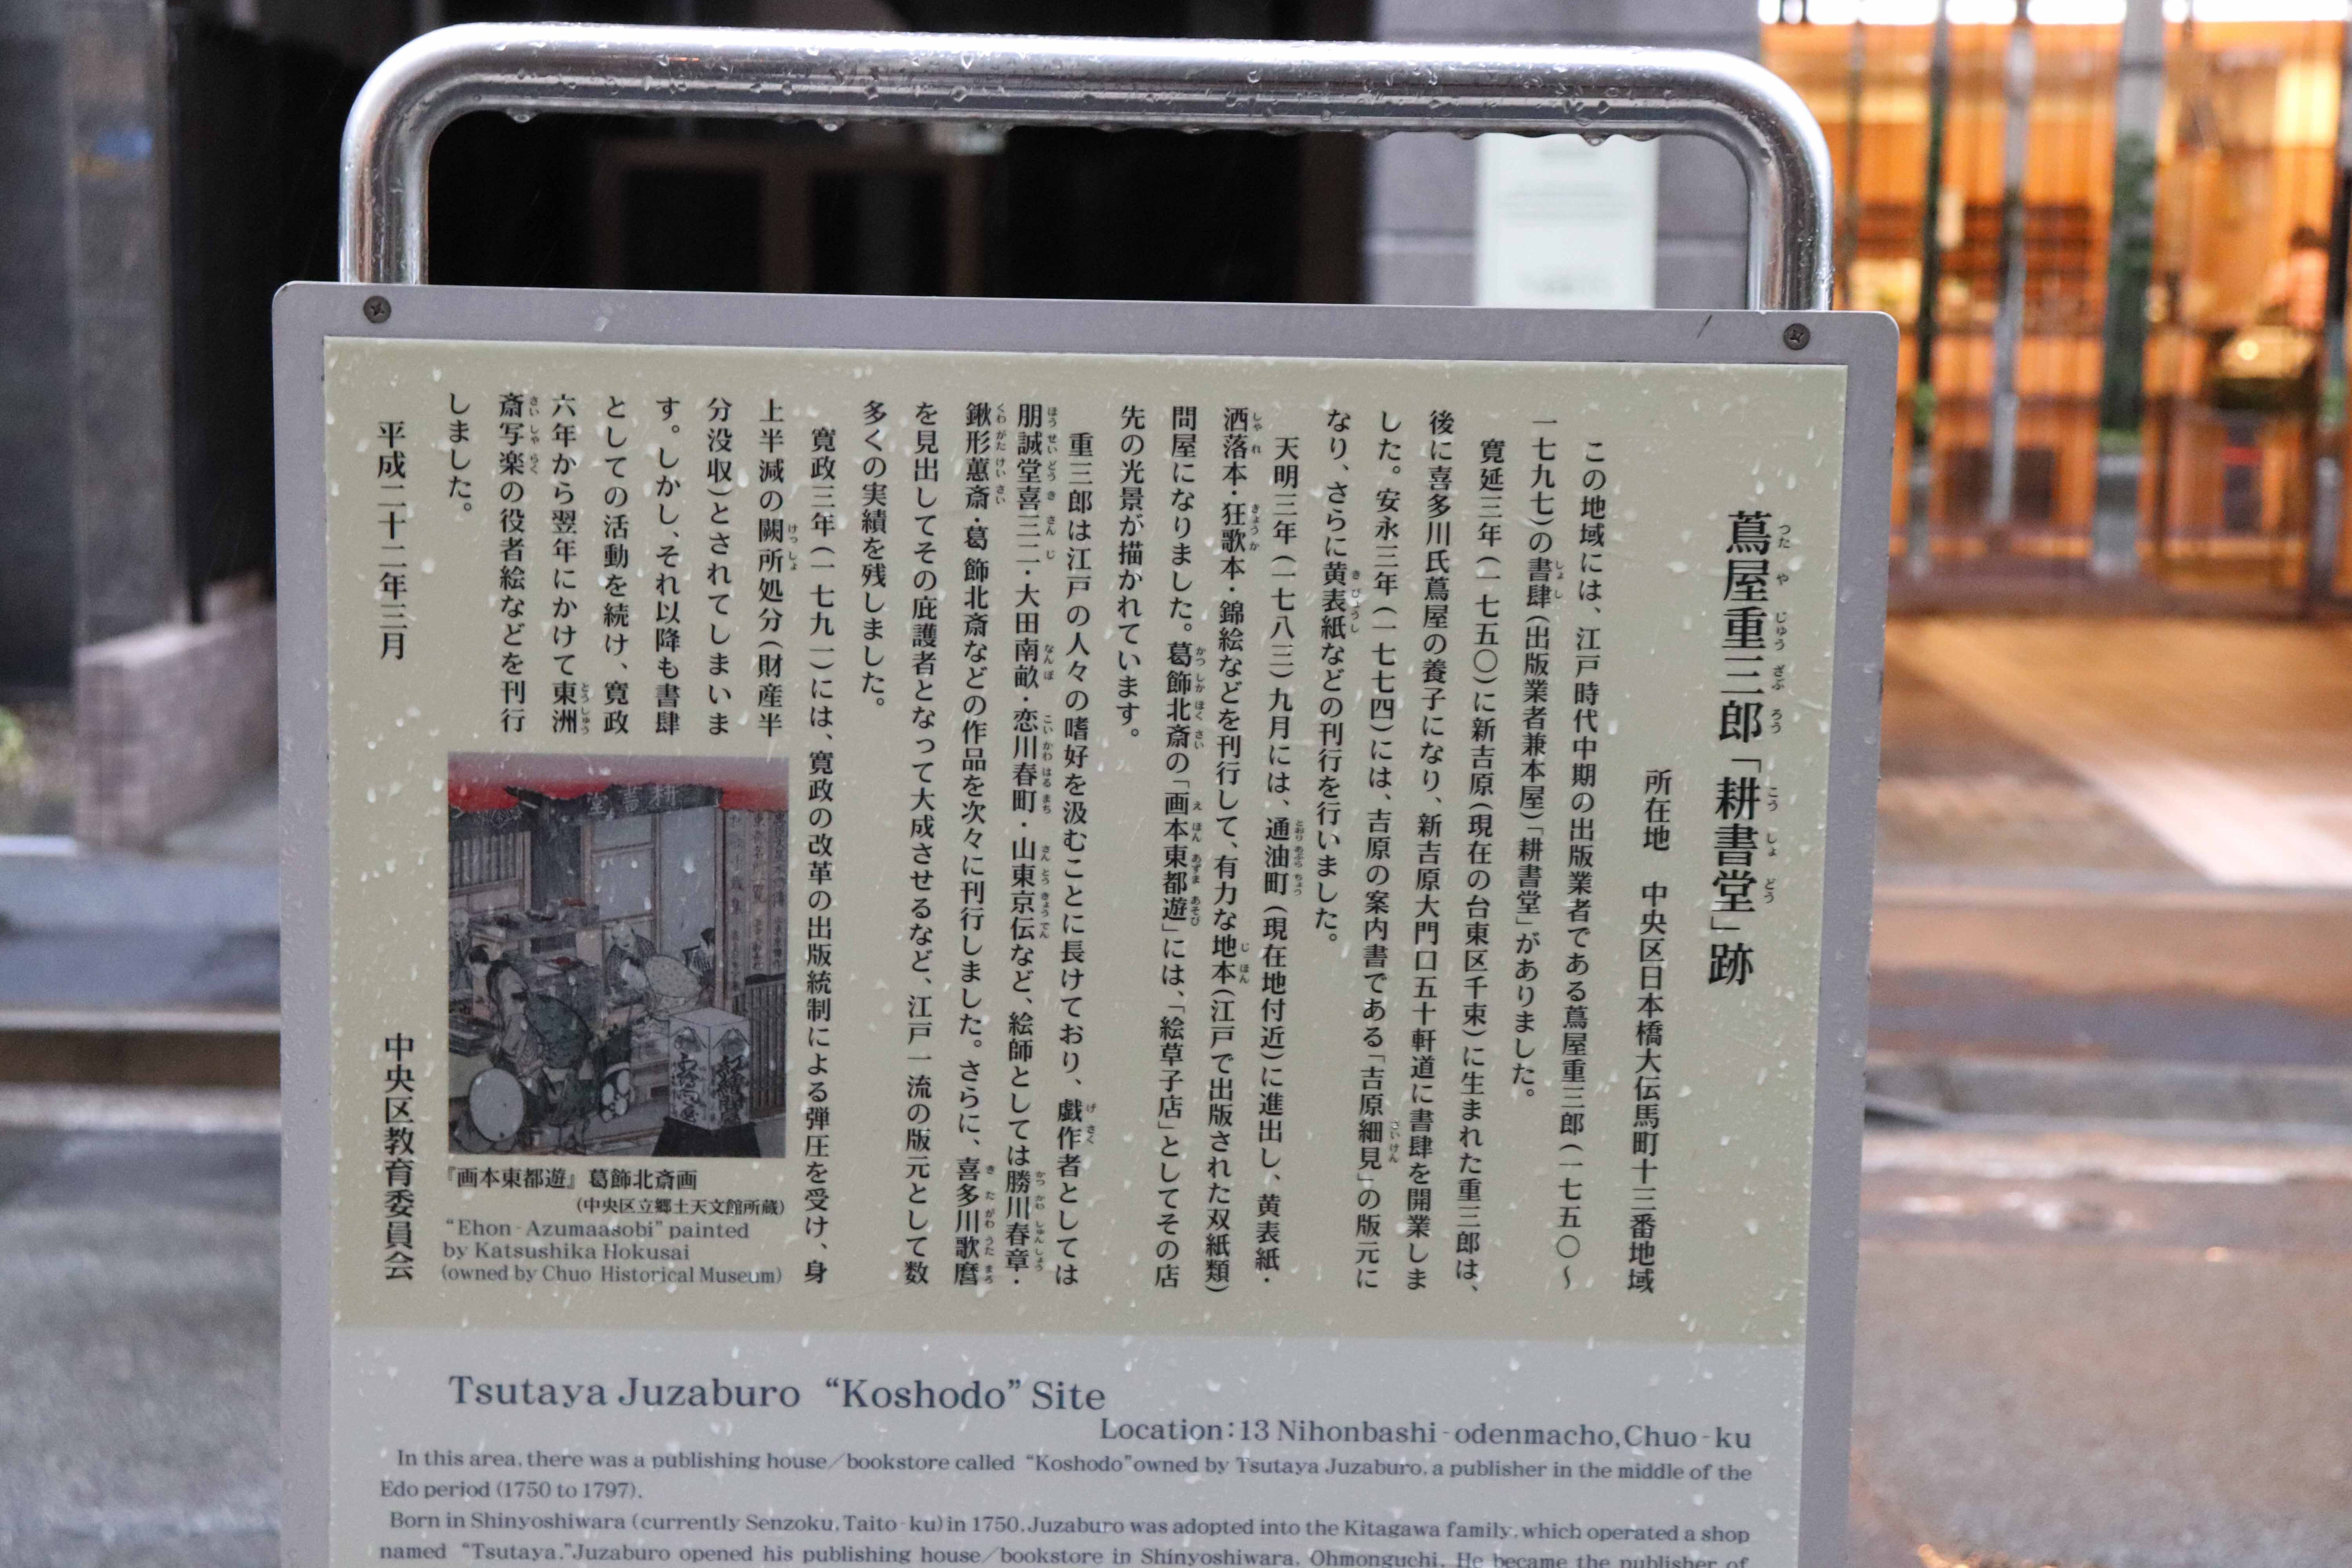 蔦屋重三郎「耕書堂」跡
所在地 中央区日本橋大伝馬町十三番地域
この地域には、江戸時代中期の出版業者である蔦屋重三郎(一七五〇～
一七九七)の書肆(出版業者兼本屋)「耕書堂」がありました。
寛延三年(一七五〇)に新吉原(現在の台東区千束)に生まれた重三郎は、
後に喜多川氏蔦屋の養子になり、新吉原大門口五十軒道に書肆を開業しま
した。安永三年(一七七四)には、吉原の案内書である「吉原細見」の版元に
なり、さらに黄表紙などの刊行を行いました。
天明三年(一七八三)九月には、通油町(現在地付近)に進出し、黄表紙・
洒落本・狂歌本・錦絵などを刊行して、有力な地本(江戸で出版された双紙類)
問屋になりました。葛飾北斎の「画本東都遊」には、「絵草子店」としてその店
先の光景が描かれています。
重三郎は江戸の人々の嗜好を汲むことに長けており、戯作者としては
朋誠堂喜三二・大田南畝・恋川春町・山東京伝など、絵師としては勝川春章・
鍬形蕙斎・葛飾北斎などの作品を次々に刊行しました。さらに、喜多川歌麿
を見出してその庇護者となって大成させるなど、江戸一流の版元として数
多くの実績を残しました。
寛政三年(一七九一)には、寛政の改革の出版統制による弾圧を受け、身
上半減の闕所処分(財産半
分没収)とされてしまいま
す。しかし、それ以降も書肆
としての活動を続け、寛政
六年から翌年にかけて東洲
斎写楽の役者絵などを刊行
しました。
平成二十二年三月
中央区教育委員会
耕書堂
『画本東都遊』葛飾北斎画
(中央区立郷土天文館所蔵)
“Ehon-Azumaasobi” painted
by Katsushika Hokusai
(owned by Chuo Historical Museum)
Tsutaya Juzaburo “Koshodo” Site
Location:13 Nihonbashi-odenmacho,Chuo-ku
In this area, there was a publishing house/bookstore called “Koshodo” owned by Tsutaya Juzaburo, a publisher in the middle of the
Edo period (1750 to 1797).
Born in Shinyoshiwara (currently Senzoku, Taito-ku) in 1750, Juzaburo was adopted into the Kitagawa family, which operated a shop
named “Tsutaya.” Juzaburo opened his publishing house/bookstore in Shinyoshiwara, Ohmonguchi. He became the publisher of